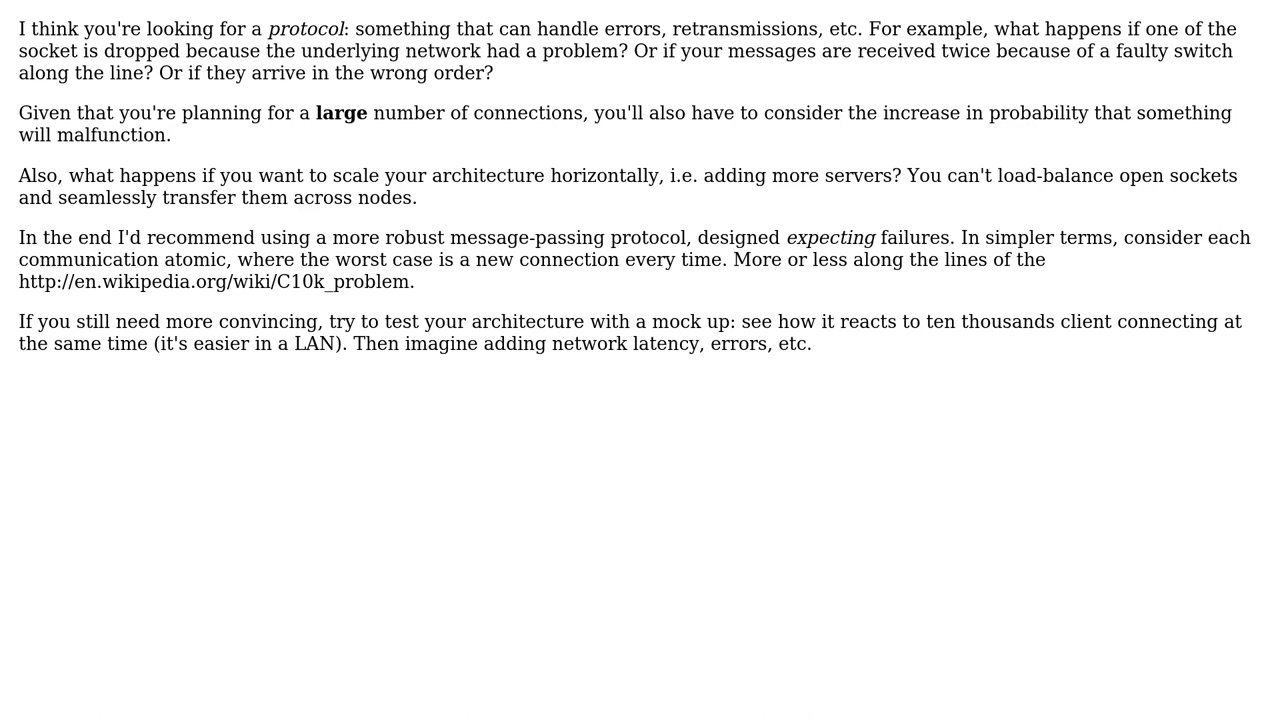 I think you're looking for a protocol: something that can handle errors, retransmissions, etc. For example, what happens if one of the
socket is dropped because the underlying network had a problem? Or if your messages are received twice because of a faulty switch
along the line? Or if they arrive in the wrong order?
Given that you're planning for a large number of connections, you'll also have to consider the increase in probability that something
will malfunction.
Also, what happens if you want to scale your architecture horizontally, i.e. adding more servers? You can't load-balance open sockets
and seamlessly transfer them across nodes.
In the end I'd recommend using a more robust message-passing protocol, designed expecting failures. In simpler terms, consider each
communication atomic, where the worst case is a new connection every time. More or less along the lines of the
http://en.wikipedia.org/wiki/C10k_problem.
If you still need more convincing, try to test your architecture with a mock up: see how it reacts to ten thousands client connecting at
the same time (it's easier in a LAN). Then imagine adding network latency, errors, etc.